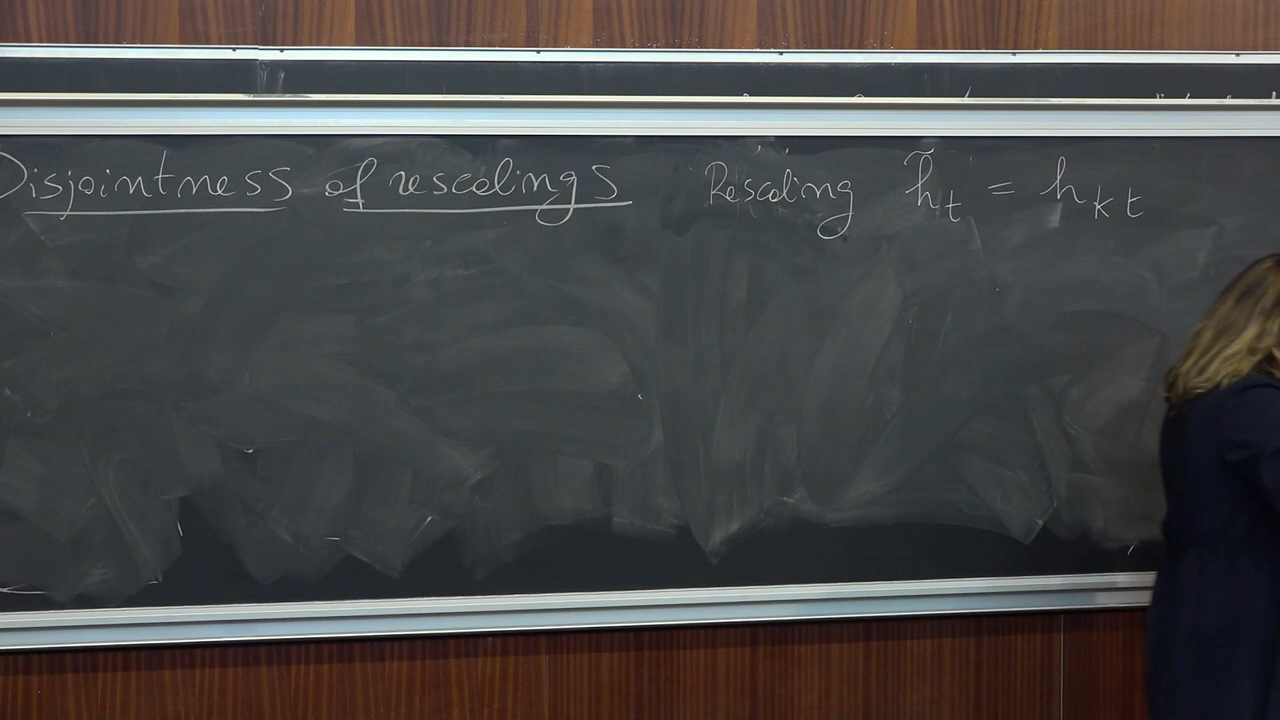 Disjointness of rescalings Rescaling h̃_t = h_{kt}